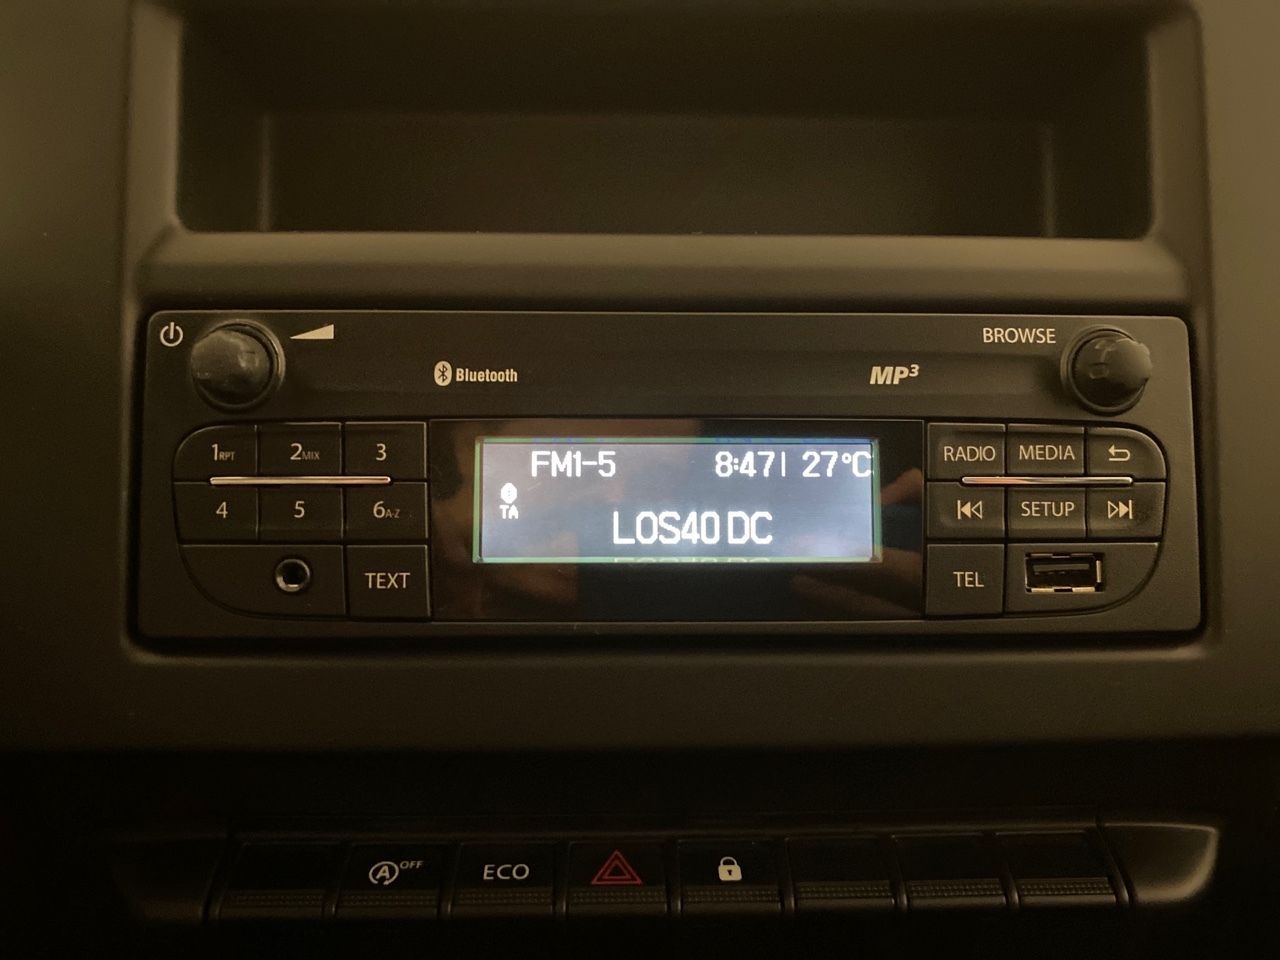 BROWSE
Bluetooth
MP3
1RPT 2MIX 3
FM1-5 8:47| 27°C
RADIO MEDIA
TA
4 5 6A-Z
LOS40 DC
SETUP
TEXT
TEL
A OFF
ECO